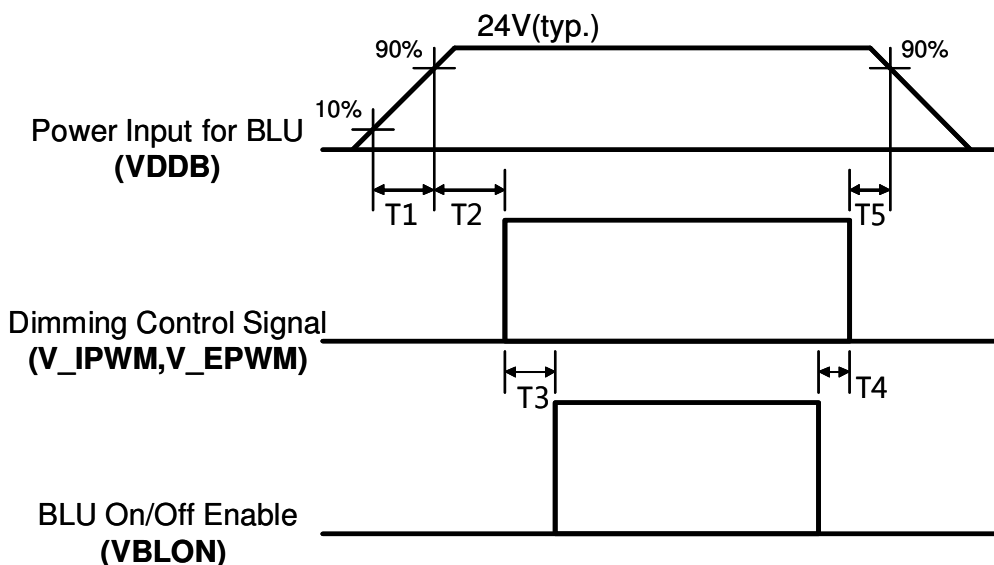 24V(typ.)
90%
90%
10%
Power Input for BLU
(VDDB)
T1
T2
T5
Dimming Control Signal
(V_IPWM,V_EPWM)
T3
T4
BLU On/Off Enable
(VBLON)